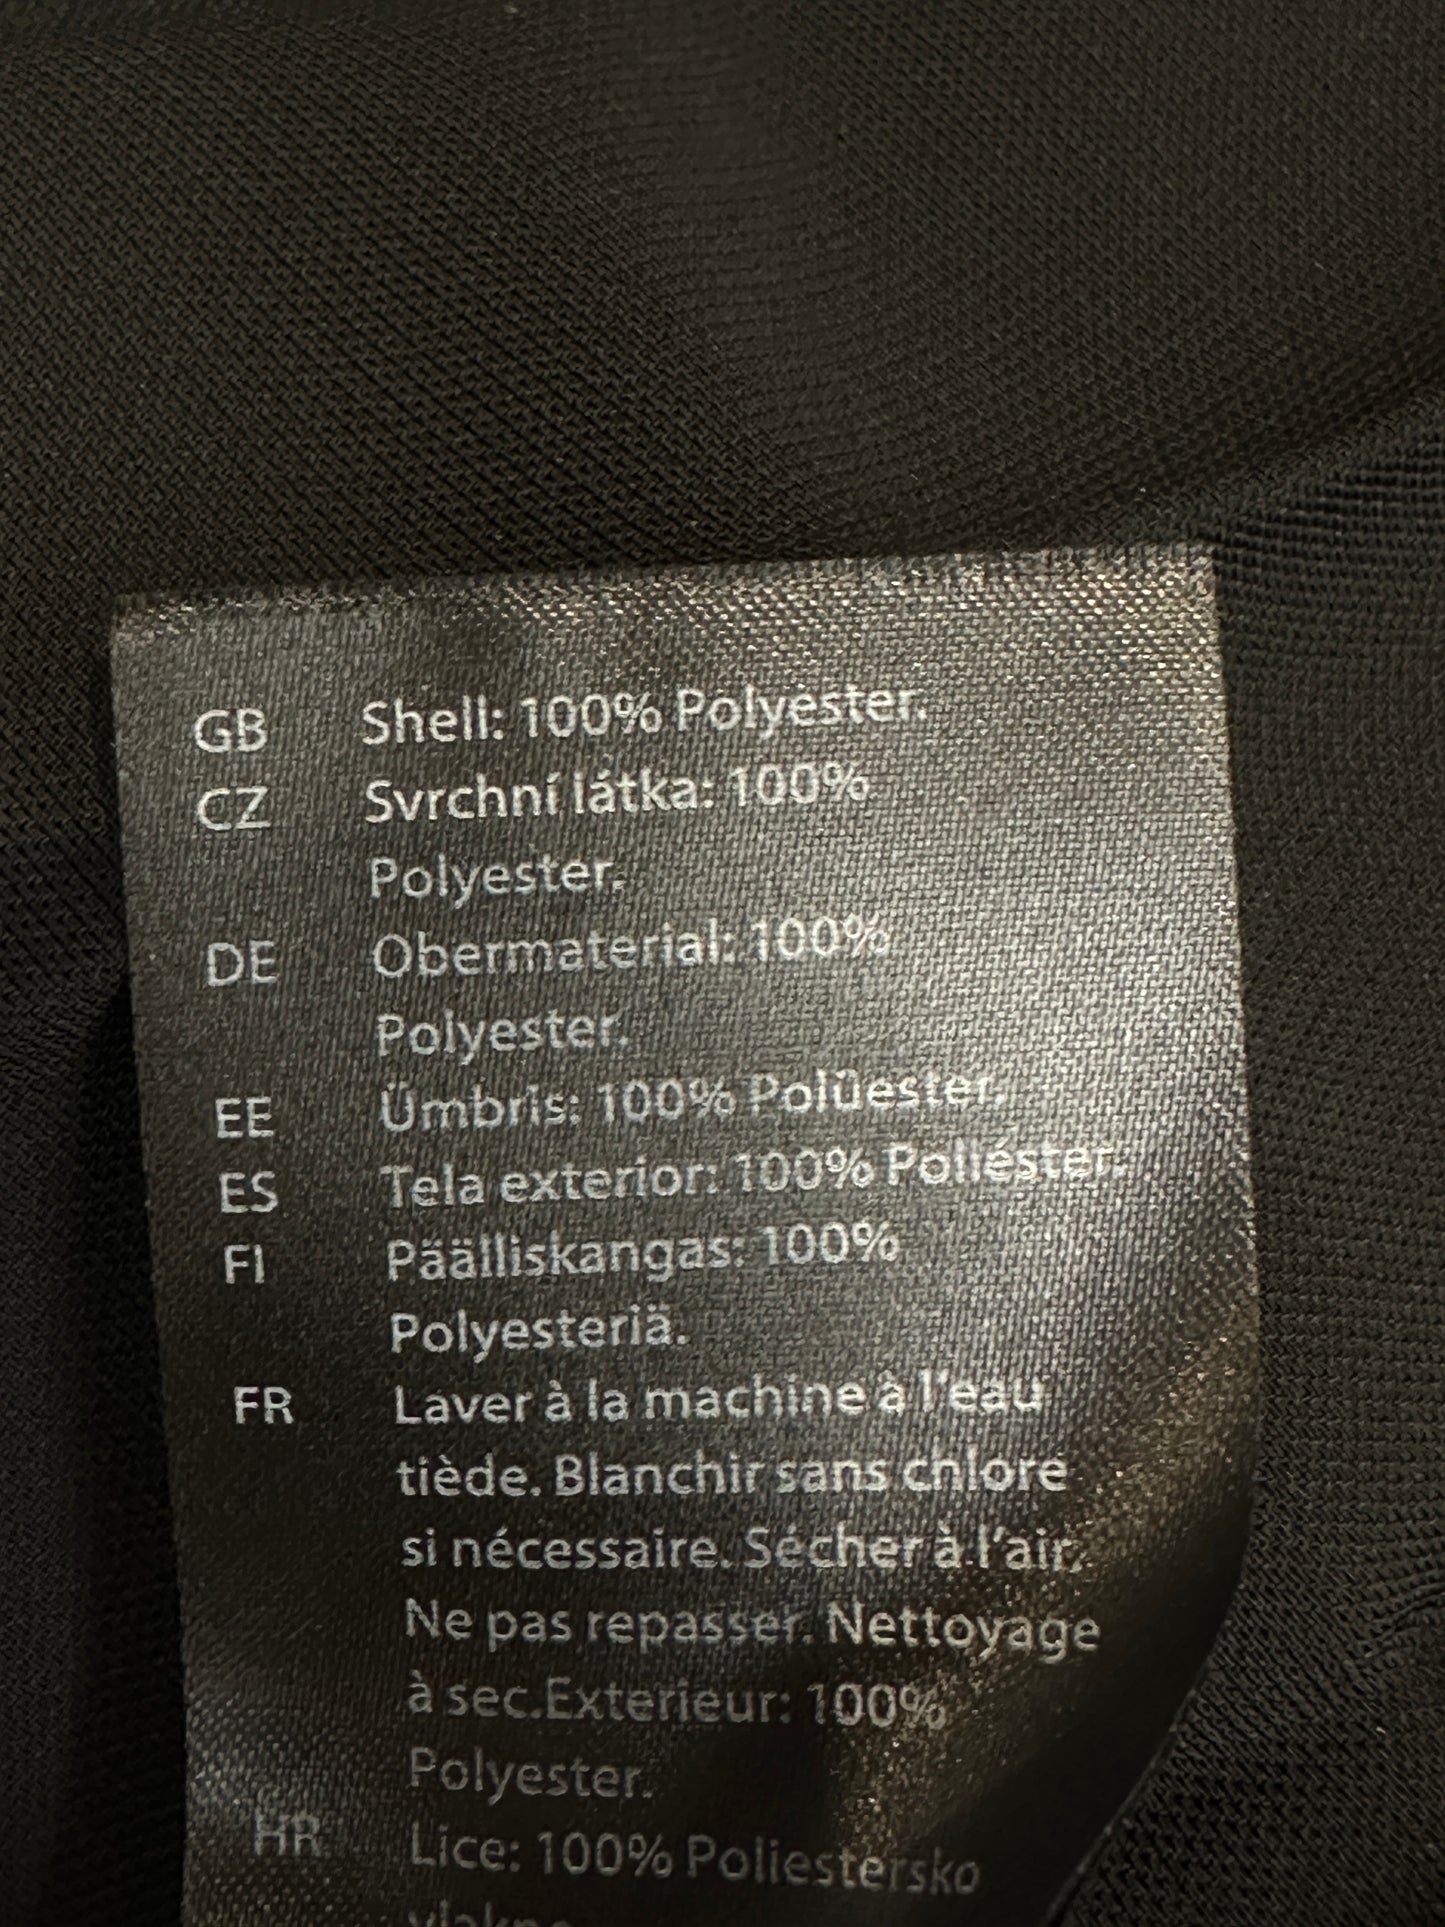 GB Shell: 100% Polyester.
CZ Svrchní látka: 100%
Polyester.
DE Obermaterial: 100%
Polyester.
EE Ümbris: 100% Polüester.
ES Tela exterior: 100% Poliéster.
FI Päälliskangas: 100%
Polyesteriä.
FR Laver à la machine à l'eau
tiède. Blanchir sans chlore
si nécessaire. Sécher à l'air.
Ne pas repasser. Nettoyage
à sec.Exterieur: 100%
Polyester.
HR Lice: 100% Poliestersko